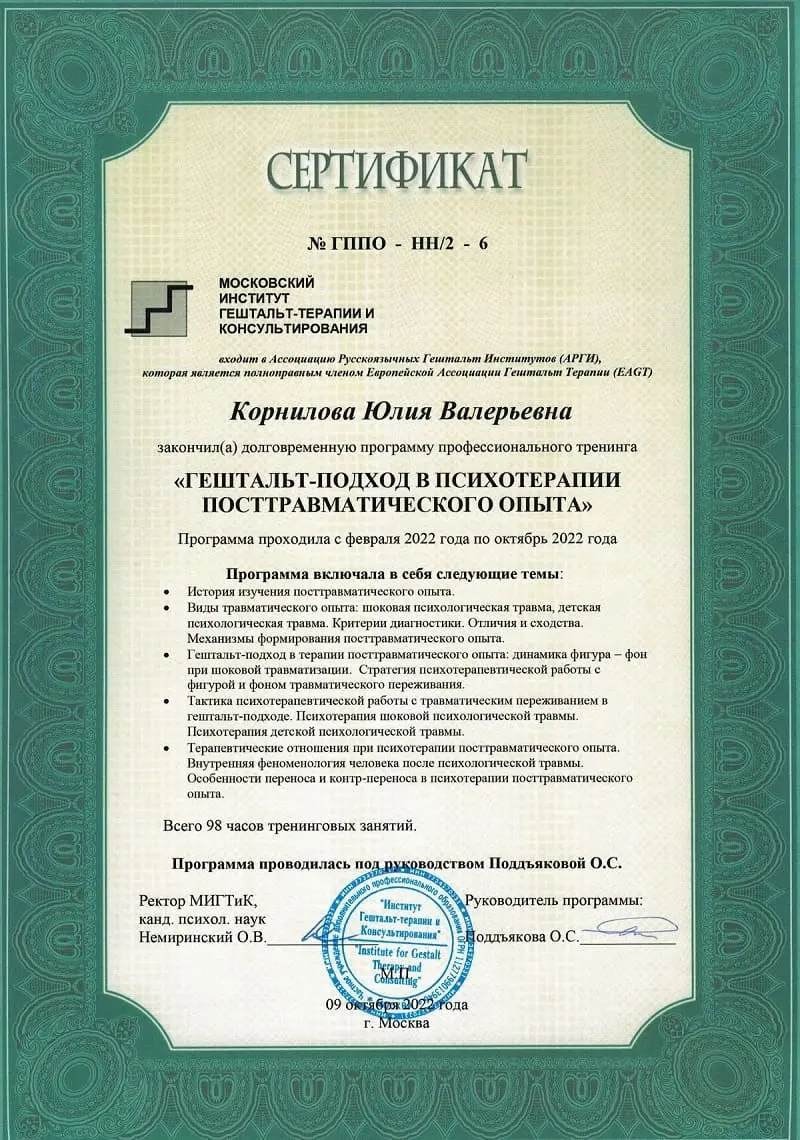 СЕРТИФИКАТ
№ ГППО - НН/2 - 6
МОСКОВСКИЙ
ИНСТИТУТ
ГЕШТАЛЬТ-ТЕРАПИИ И
КОНСУЛЬТИРОВАНИЯ
входит в Ассоциацию Русскоязычных Гештальт Институтов (АРГИ),
которая является полноправным членом Европейской Ассоциации Гештальт Терапии (EAGT)
Корнилова Юлия Валерьевна
закончил(а) долговременную программу профессионального тренинга
«ГЕШТАЛЬТ-ПОДХОД В ПСИХОТЕРАПИИ
ПОСТТРАВМАТИЧЕСКОГО ОПЫТА»
Программа проходила с февраля 2022 года по октябрь 2022 года
Программа включала в себя следующие темы:
• История изучения посттравматического опыта.
• Виды травматического опыта: шоковая психологическая травма, детская
психологическая травма. Критерии диагностики. Отличия и сходства.
Механизмы формирования посттравматического опыта.
• Гештальт-подход в терапии посттравматического опыта: динамика фигура – фон
при шоковой травматизации. Стратегия психотерапевтической работы с
фигурой и фоном травматического переживания.
• Тактика психотерапевтической работы с травматическим переживанием в
гештальт-подходе. Психотерапия шоковой психологической травмы.
Психотерапия детской психологической травмы.
• Терапевтические отношения при психотерапии посттравматического опыта.
Внутренняя феноменология человека после психологической травмы.
Особенности переноса и контр-переноса в психотерапии посттравматического
опыта.
Всего 98 часов тренинговых занятий.
Программа проводилась под руководством Поддъяковой О.С.
Ректор МИГТиК,
канд. психол. наук
Немиринский О.В.
Руководитель программы:
Поддъякова О.С.
"Институт
Гештальт-терапии и
Консультирования"
"Institute for Gestalt
Therapy and
Consulting"
М.П.
09 октября 2022 года
г. Москва